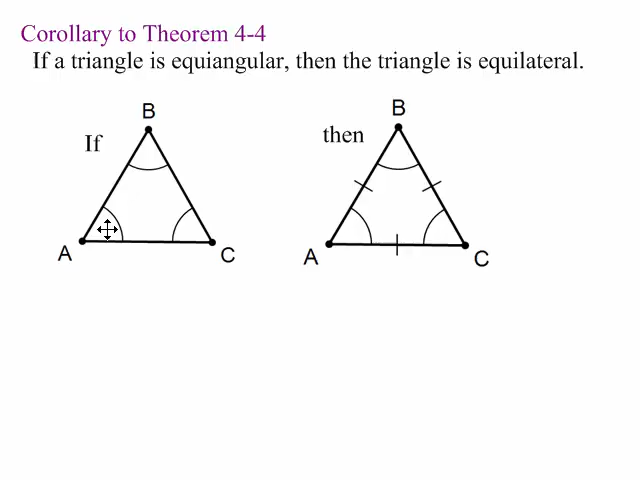 Corollary to Theorem 4-4
If a triangle is equiangular, then the triangle is equilateral.
If
B
A
C
then
B
A
C